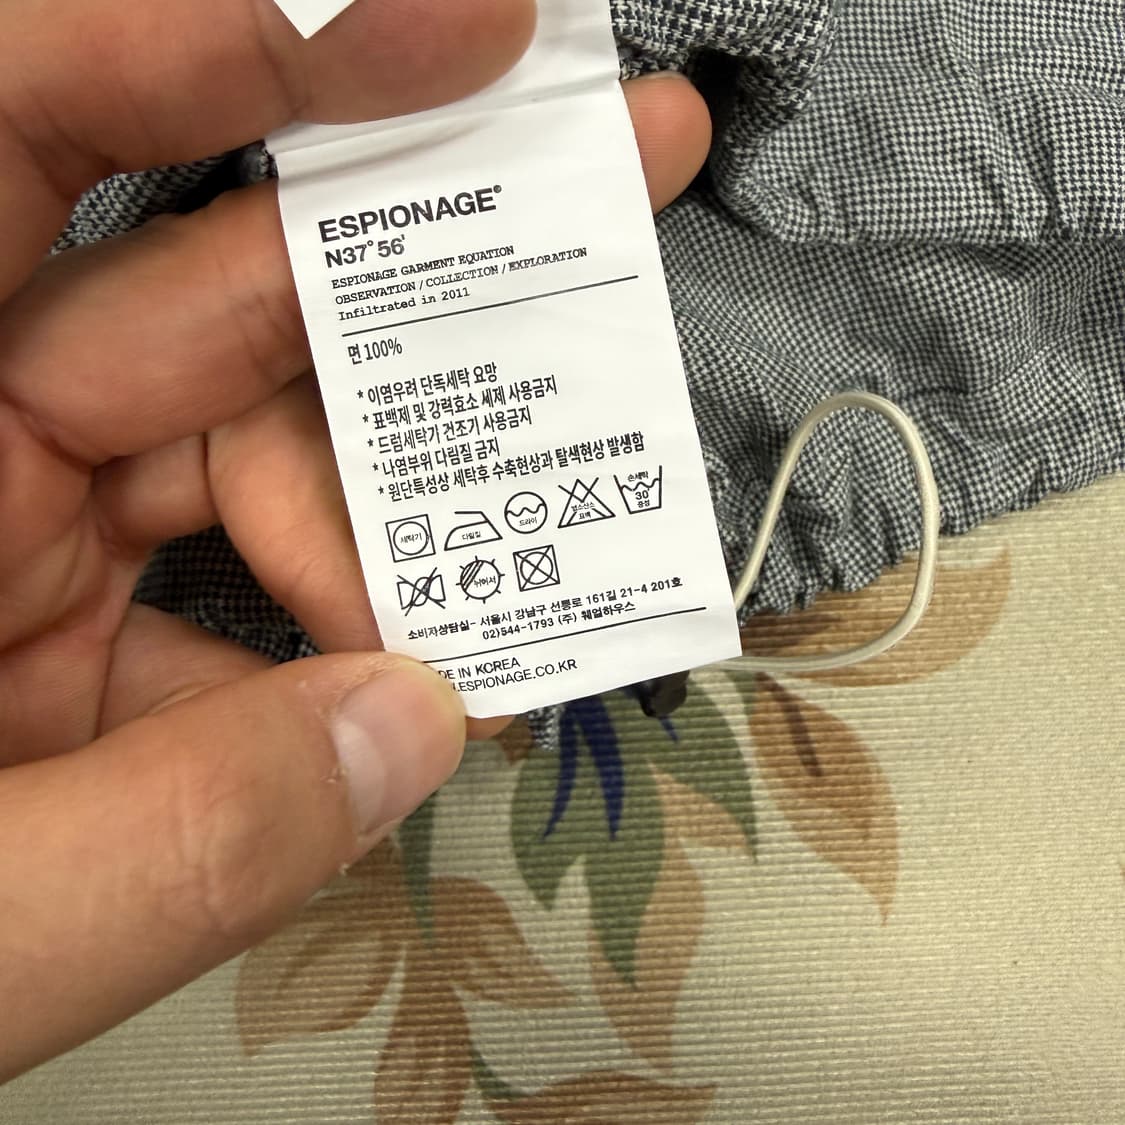 ESPIONAGE®
N37°56'
ESPIONAGE GARMENT EQUATION
OBSERVATION / COLLECTION / EXPLORATION
Infiltrated in 2011
면 100%
* 이염우려 단독세탁 요망
* 표백제 및 강력효소 세제 사용금지
* 드럼세탁기 건조기 사용금지
* 나염부위 다림질 금지
* 원단특성상 세탁후 수축현상과 탈색현상 발생함
세탁기 다림질 드라이 염소산소 표백 손세탁 30° 중성
뉘어서
소비자상담실- 서울시 강남구 선릉로 161길 21-4 201호
02)544-1793 (주) 웨얼하우스
DE IN KOREA
.ESPIONAGE.CO.KR